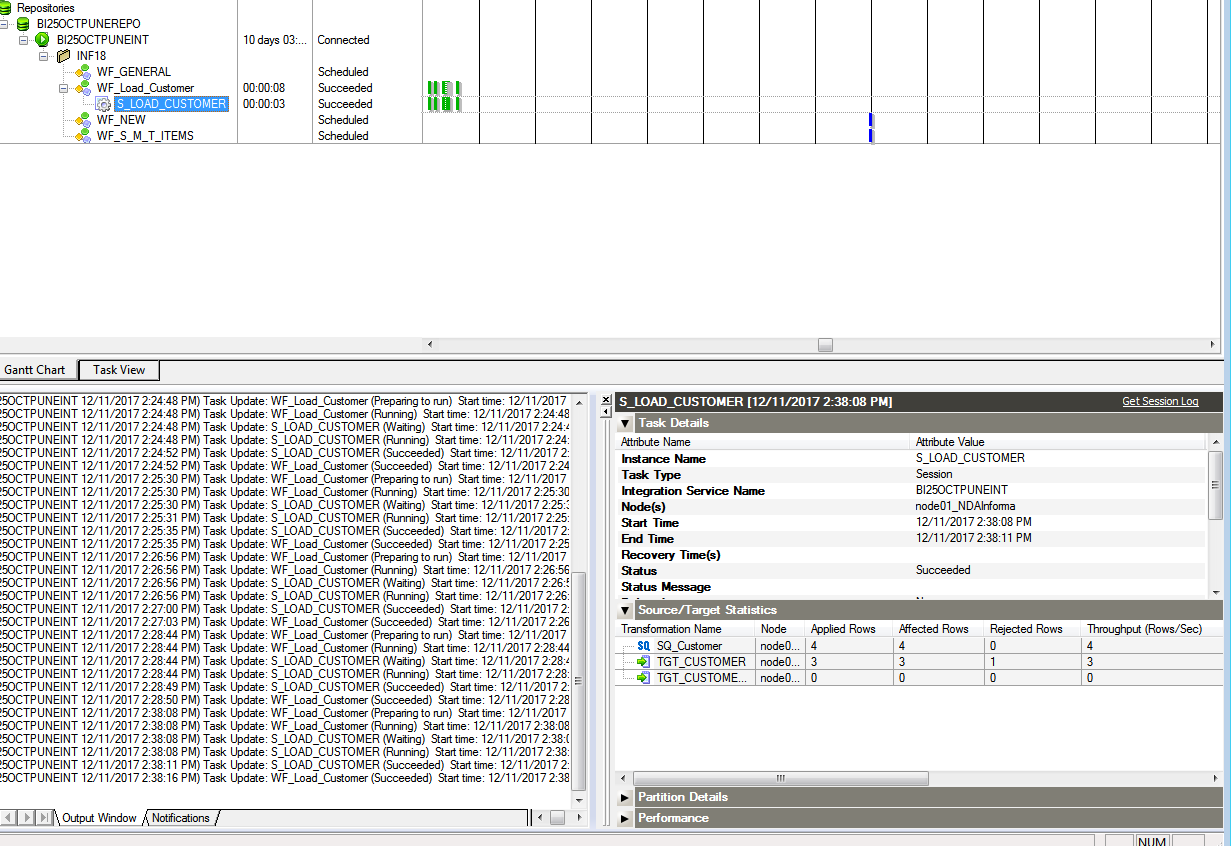 Repositories
BI25OCTPUNEREPO
BI25OCTPUNEINT 10 days 03:... Connected
INF18
WF_GENERAL Scheduled
WF_Load_Customer 00:00:08 Succeeded
S_LOAD_CUSTOMER 00:00:03 Succeeded
WF_NEW Scheduled
WF_S_M_T_ITEMS Scheduled
Gantt Chart Task View
25OCTPUNEINT 12/11/2017 2:24:48 PM) Task Update: WF_Load_Customer (Preparing to run) Start time: 12/11/2017
25OCTPUNEINT 12/11/2017 2:24:48 PM) Task Update: WF_Load_Customer (Running) Start time: 12/11/2017 2:24:48
25OCTPUNEINT 12/11/2017 2:24:48 PM) Task Update: S_LOAD_CUSTOMER (Waiting) Start time: 12/11/2017 2:24:4
25OCTPUNEINT 12/11/2017 2:24:48 PM) Task Update: S_LOAD_CUSTOMER (Running) Start time: 12/11/2017 2:24:
25OCTPUNEINT 12/11/2017 2:24:52 PM) Task Update: S_LOAD_CUSTOMER (Succeeded) Start time: 12/11/2017 2:
25OCTPUNEINT 12/11/2017 2:24:52 PM) Task Update: WF_Load_Customer (Succeeded) Start time: 12/11/2017 2:24
25OCTPUNEINT 12/11/2017 2:25:30 PM) Task Update: WF_Load_Customer (Preparing to run) Start time: 12/11/2017
25OCTPUNEINT 12/11/2017 2:25:30 PM) Task Update: WF_Load_Customer (Running) Start time: 12/11/2017 2:25:30
25OCTPUNEINT 12/11/2017 2:25:30 PM) Task Update: S_LOAD_CUSTOMER (Waiting) Start time: 12/11/2017 2:25:3
25OCTPUNEINT 12/11/2017 2:25:31 PM) Task Update: S_LOAD_CUSTOMER (Running) Start time: 12/11/2017 2:25:
25OCTPUNEINT 12/11/2017 2:25:35 PM) Task Update: S_LOAD_CUSTOMER (Succeeded) Start time: 12/11/2017 2:
25OCTPUNEINT 12/11/2017 2:25:35 PM) Task Update: WF_Load_Customer (Succeeded) Start time: 12/11/2017 2:25
25OCTPUNEINT 12/11/2017 2:26:56 PM) Task Update: WF_Load_Customer (Preparing to run) Start time: 12/11/2017
25OCTPUNEINT 12/11/2017 2:26:56 PM) Task Update: WF_Load_Customer (Running) Start time: 12/11/2017 2:26:56
25OCTPUNEINT 12/11/2017 2:26:56 PM) Task Update: S_LOAD_CUSTOMER (Waiting) Start time: 12/11/2017 2:26:5
25OCTPUNEINT 12/11/2017 2:26:56 PM) Task Update: S_LOAD_CUSTOMER (Running) Start time: 12/11/2017 2:26:
25OCTPUNEINT 12/11/2017 2:27:00 PM) Task Update: S_LOAD_CUSTOMER (Succeeded) Start time: 12/11/2017 2:
25OCTPUNEINT 12/11/2017 2:27:03 PM) Task Update: WF_Load_Customer (Succeeded) Start time: 12/11/2017 2:26
25OCTPUNEINT 12/11/2017 2:28:44 PM) Task Update: WF_Load_Customer (Preparing to run) Start time: 12/11/2017
25OCTPUNEINT 12/11/2017 2:28:44 PM) Task Update: WF_Load_Customer (Running) Start time: 12/11/2017 2:28:44
25OCTPUNEINT 12/11/2017 2:28:44 PM) Task Update: S_LOAD_CUSTOMER (Waiting) Start time: 12/11/2017 2:28:4
25OCTPUNEINT 12/11/2017 2:28:44 PM) Task Update: S_LOAD_CUSTOMER (Running) Start time: 12/11/2017 2:28:
25OCTPUNEINT 12/11/2017 2:28:49 PM) Task Update: S_LOAD_CUSTOMER (Succeeded) Start time: 12/11/2017 2:
25OCTPUNEINT 12/11/2017 2:28:50 PM) Task Update: WF_Load_Customer (Succeeded) Start time: 12/11/2017 2:28
25OCTPUNEINT 12/11/2017 2:38:08 PM) Task Update: WF_Load_Customer (Preparing to run) Start time: 12/11/2017
25OCTPUNEINT 12/11/2017 2:38:08 PM) Task Update: WF_Load_Customer (Running) Start time: 12/11/2017 2:38:08
25OCTPUNEINT 12/11/2017 2:38:08 PM) Task Update: S_LOAD_CUSTOMER (Waiting) Start time: 12/11/2017 2:38:0
25OCTPUNEINT 12/11/2017 2:38:08 PM) Task Update: S_LOAD_CUSTOMER (Running) Start time: 12/11/2017 2:38:
25OCTPUNEINT 12/11/2017 2:38:11 PM) Task Update: S_LOAD_CUSTOMER (Succeeded) Start time: 12/11/2017 2:
25OCTPUNEINT 12/11/2017 2:38:16 PM) Task Update: WF_Load_Customer (Succeeded) Start time: 12/11/2017 2:38
Output Window Notifications
S_LOAD_CUSTOMER [12/11/2017 2:38:08 PM] Get Session Log
Task Details
Attribute Name Attribute Value
Instance Name S_LOAD_CUSTOMER
Task Type Session
Integration Service Name BI25OCTPUNEINT
Node(s) node01_NDAInforma
Start Time 12/11/2017 2:38:08 PM
End Time 12/11/2017 2:38:11 PM
Recovery Time(s)
Status Succeeded
Status Message
Source/Target Statistics
Transformation Name Node Applied Rows Affected Rows Rejected Rows Throughput (Rows/Sec)
SQ SQ_Customer node0... 4 4 0 4
TGT_CUSTOMER node0... 3 3 1 3
TGT_CUSTOME... node0... 0 0 0 0
Partition Details
Performance
NUM